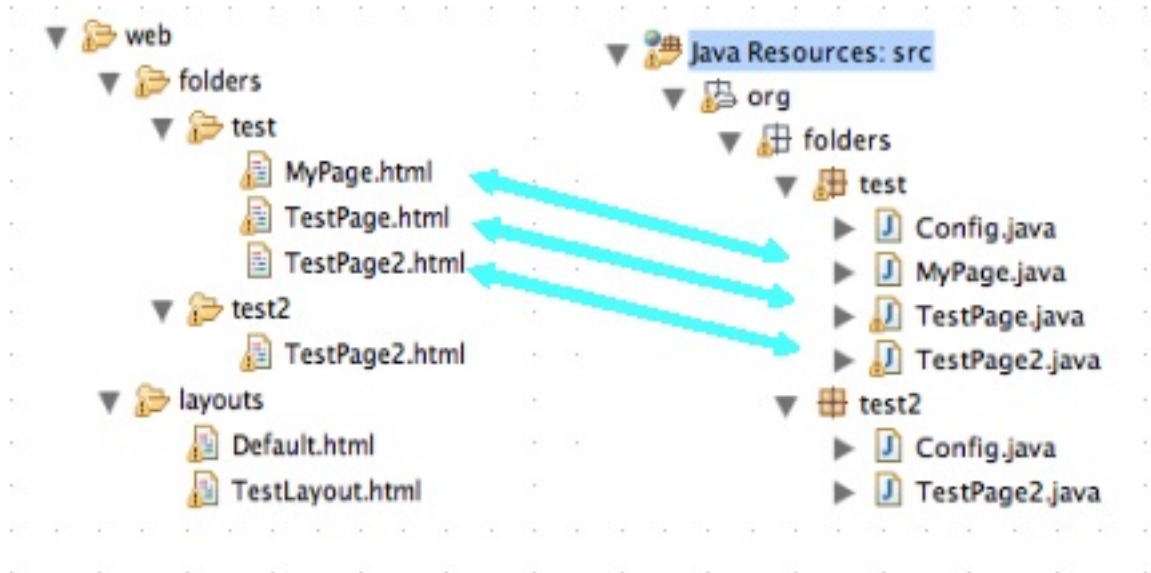 web
folders
test
MyPage.html
TestPage.html
TestPage2.html
test2
TestPage2.html
layouts
Default.html
TestLayout.html
Java Resources: src
org
folders
test
Config.java
MyPage.java
TestPage.java
TestPage2.java
test2
Config.java
TestPage2.java